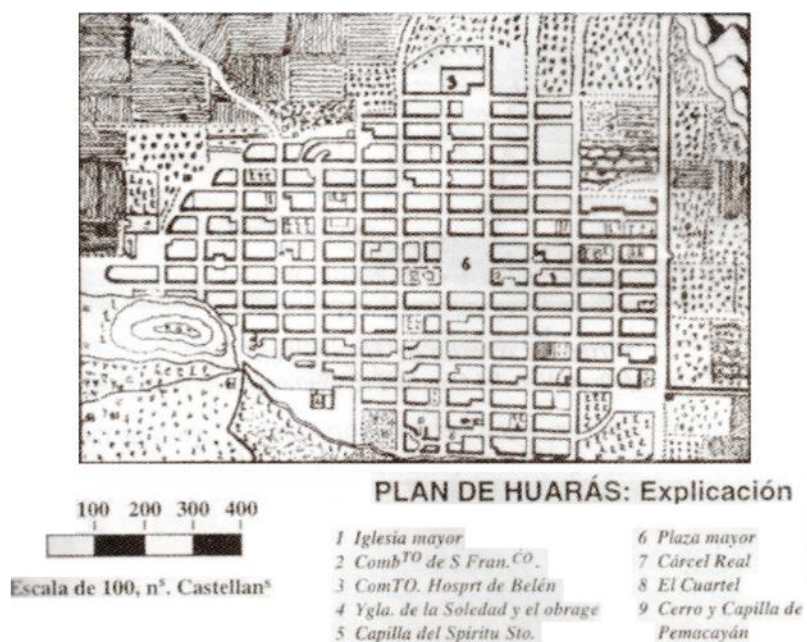 3
6
PLAN DE HUARÁS: Explicación
100 200 300 400
Escala de 100, nˢ. Castellanˢ
1 Iglesia mayor
2 Combᵀᴼ de S Fran.ᶜᴼ.
3 ComTO. Hosprt de Belén
4 Ygla. de la Soledad y el obrage
5 Capilla del Spiritu Sto.
6 Plaza mayor
7 Cárcel Real
8 El Cuartel
9 Cerro y Capilla de
Pemacayán